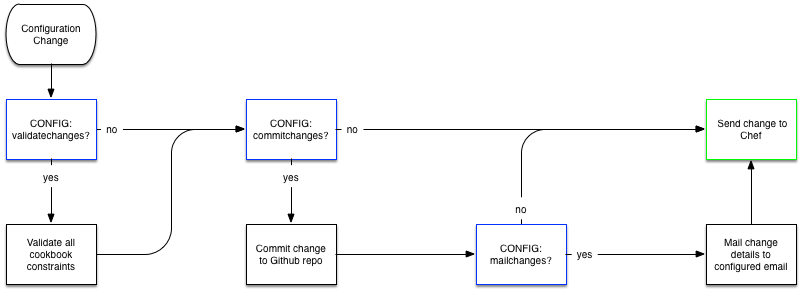 Configuration
Change
CONFIG:
validatechanges?
no
CONFIG:
commitchanges?
no
Send change to
Chef
yes
yes
no
Validate all
cookbook
constraints
Commit change
to Github repo
CONFIG:
mailchanges?
yes
Mail change
details to
configured email